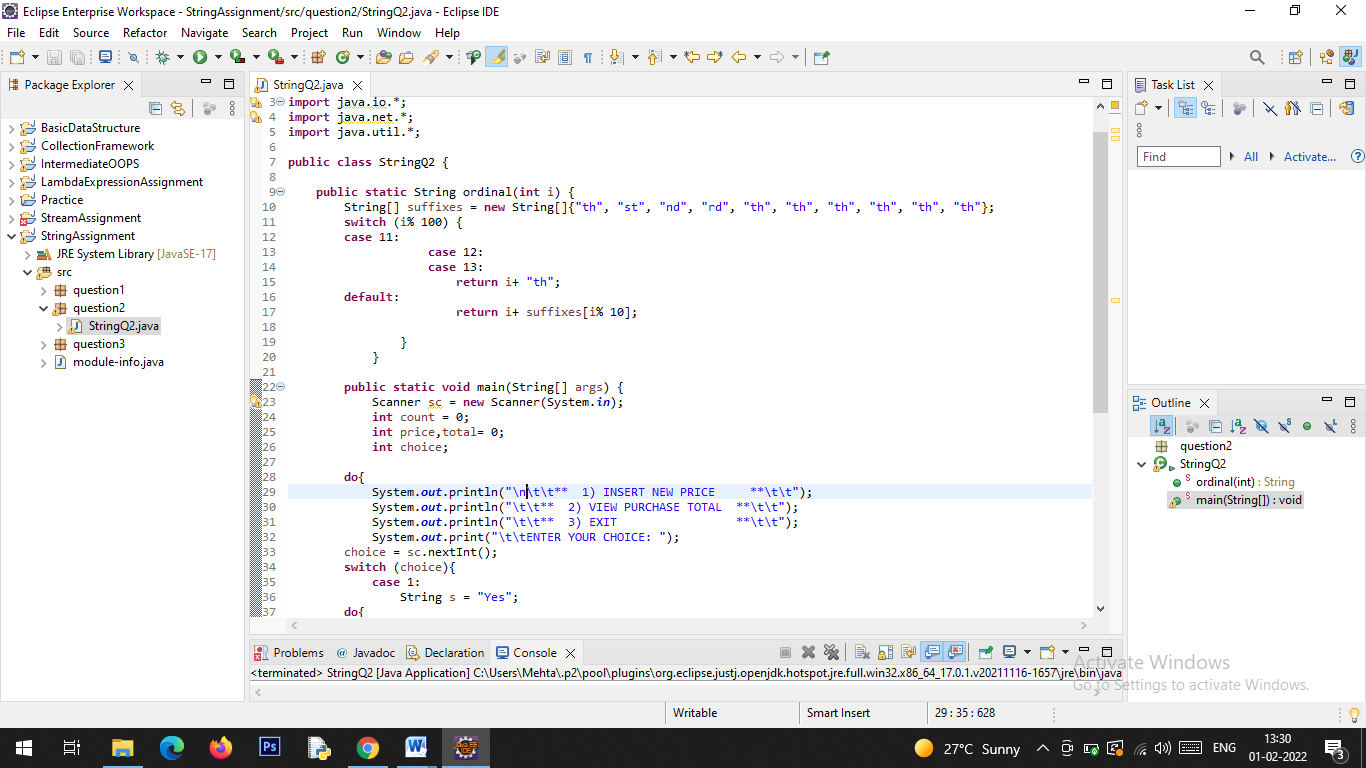 Eclipse Enterprise Workspace - StringAssignment/src/question2/StringQ2.java - Eclipse IDE
File Edit Source Refactor Navigate Search Project Run Window Help
Package Explorer
BasicDataStructure
CollectionFramework
IntermediateOOPS
LambdaExpressionAssignment
Practice
StreamAssignment
StringAssignment
JRE System Library [JavaSE-17]
src
question1
question2
StringQ2.java
question3
module-info.java
StringQ2.java
3 import java.io.*;
4 import java.net.*;
5 import java.util.*;
6
7 public class StringQ2 {
8
9 public static String ordinal(int i) {
10 String[] suffixes = new String[]{"th", "st", "nd", "rd", "th", "th", "th", "th", "th", "th"};
11 switch (i% 100) {
12 case 11:
13 case 12:
14 case 13:
15 return i+ "th";
16 default:
17 return i+ suffixes[i% 10];
18
19 }
20 }
21
22 public static void main(String[] args) {
23 Scanner sc = new Scanner(System.in);
24 int count = 0;
25 int price,total= 0;
26 int choice;
27
28 do{
29 System.out.println("\n\t\t** 1) INSERT NEW PRICE **\t\t");
30 System.out.println("\t\t** 2) VIEW PURCHASE TOTAL **\t\t");
31 System.out.println("\t\t** 3) EXIT **\t\t");
32 System.out.print("\t\tENTER YOUR CHOICE: ");
33 choice = sc.nextInt();
34 switch (choice){
35 case 1:
36 String s = "Yes";
37 do{
Task List
Find
All
Activate...
Outline
question2
StringQ2
ordinal(int) : String
main(String[]) : void
Problems @ Javadoc Declaration Console
<terminated> StringQ2 [Java Application] C:\Users\Mehta\.p2\pool\plugins\org.eclipse.justj.openjdk.hotspot.jre.full.win32.x86_64_17.0.1.v20211116-1657\jre\bin\java
Activate Windows
Go to Settings to activate Windows.
Writable
Smart Insert
29 : 35 : 628
Ps
W
27°C Sunny
ENG
13:30
01-02-2022
3